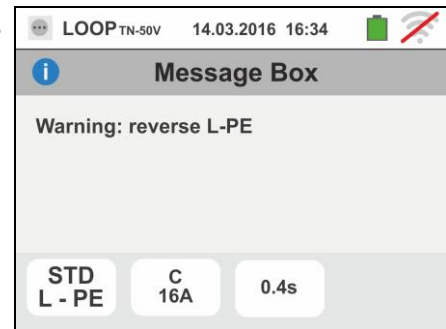 LOOP TN-50V 14.03.2016 16:34
i Message Box
Warning: reverse L-PE
STD C 0.4s
L - PE 16A